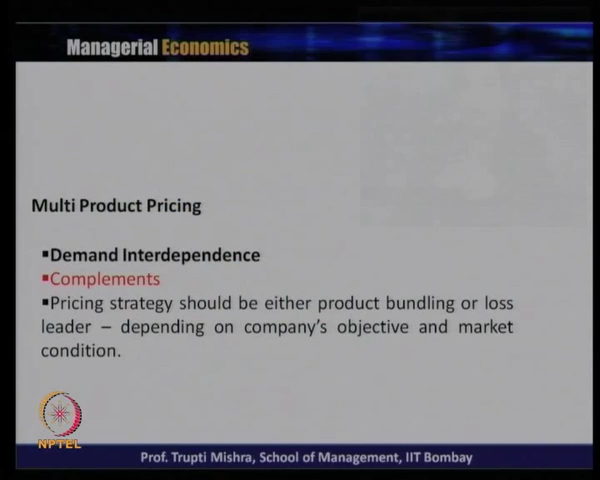 Managerial Economics
Multi Product Pricing
▪Demand Interdependence
▪Complements
▪Pricing strategy should be either product bundling or loss
leader – depending on company's objective and market
condition.
NPTEL
Prof. Trupti Mishra, School of Management, IIT Bombay